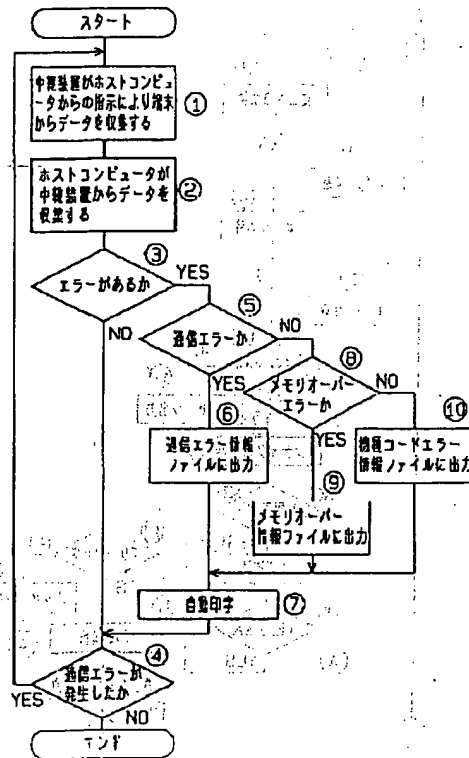 スタート
中継装置がホストコンピュ
ータからの指示により端末
からデータを収集する
①
ホストコンピュータが
中継装置からデータを
収集する
②
③
エラーがあるか
YES
NO
⑤
通信エラーか
NO
YES
⑧
メモリオーバー
エラーか
NO
YES
⑥
通信エラー情報
ファイルに出力
⑩
機種コードエラー
情報ファイルに出力
⑨
メモリオーバー
情報ファイルに出力
自動印字
⑦
④
通信エラーが
発生したか
YES
NO
エンド